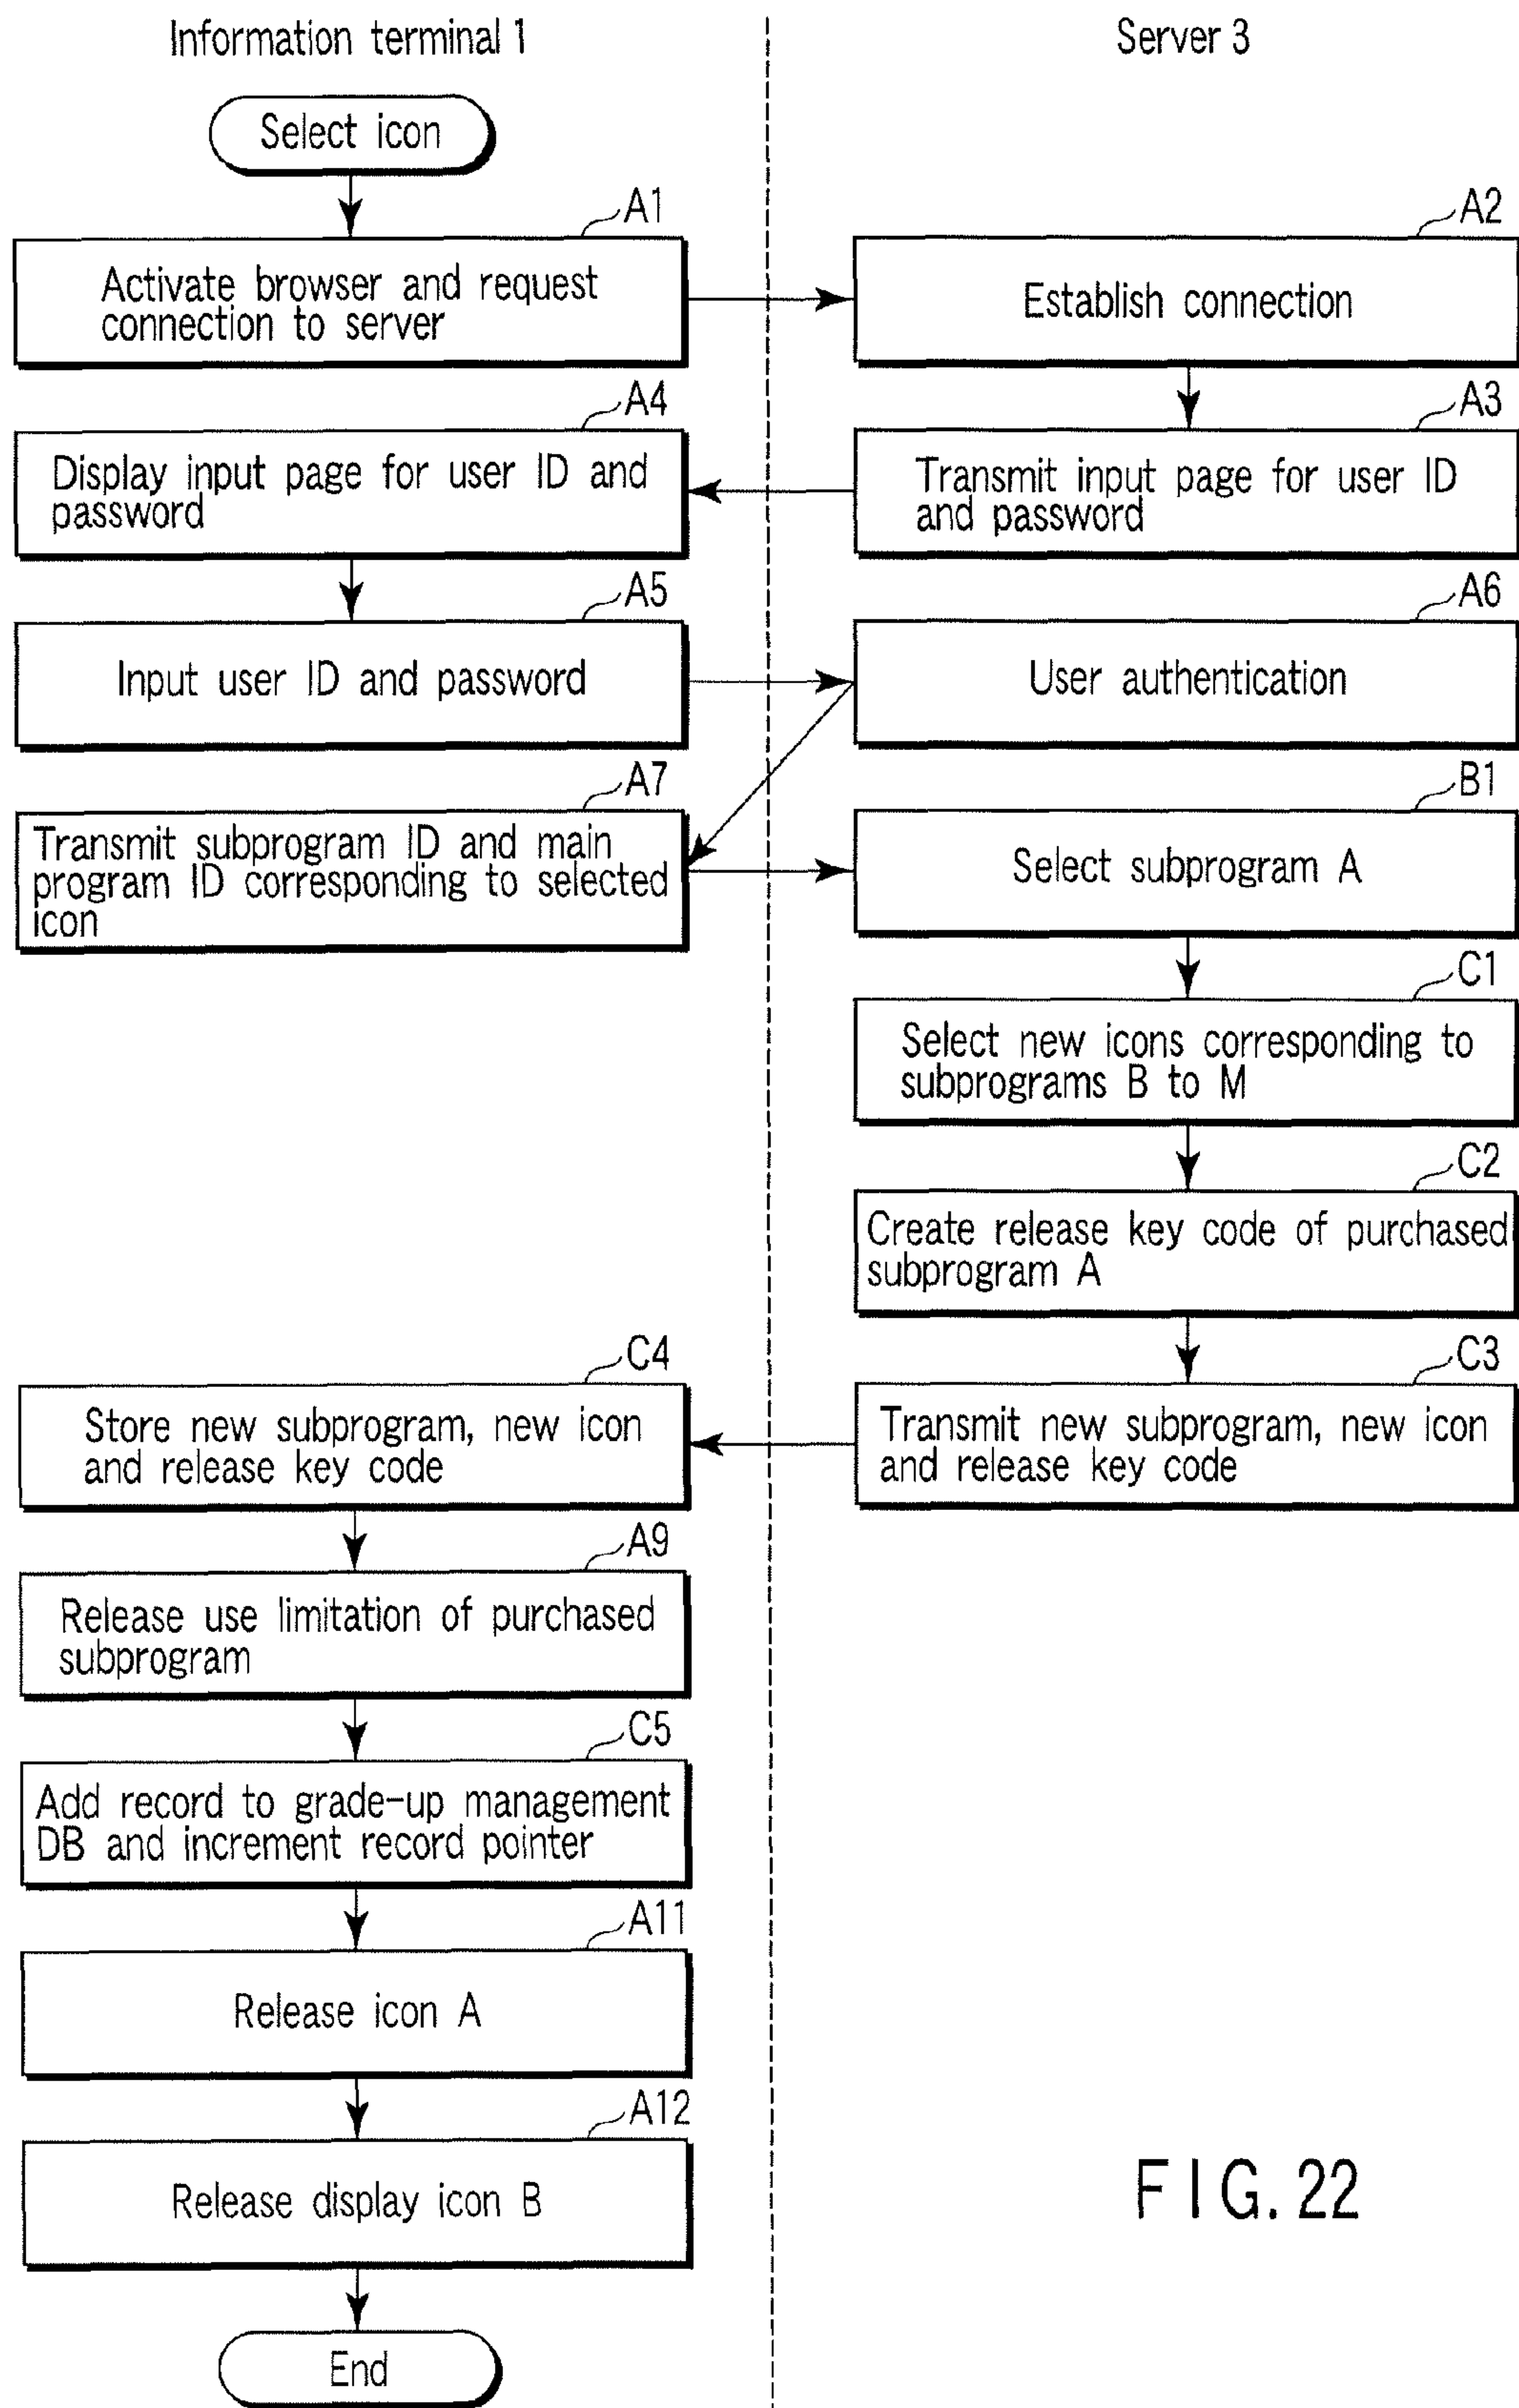 Information terminal 1
Server 3
Select icon
A1
Activate browser and request
connection to server
A2
Establish connection
A3
Transmit input page for user ID
and password
A4
Display input page for user ID and
password
A5
Input user ID and password
A6
User authentication
A7
Transmit subprogram ID and main
program ID corresponding to selected
icon
B1
Select subprogram A
C1
Select new icons corresponding to
subprograms B to M
C2
Create release key code of purchased
subprogram A
C3
Transmit new subprogram, new icon
and release key code
C4
Store new subprogram, new icon
and release key code
A9
Release use limitation of purchased
subprogram
C5
Add record to grade-up management
DB and increment record pointer
A11
Release icon A
A12
Release display icon B
End
FIG. 22